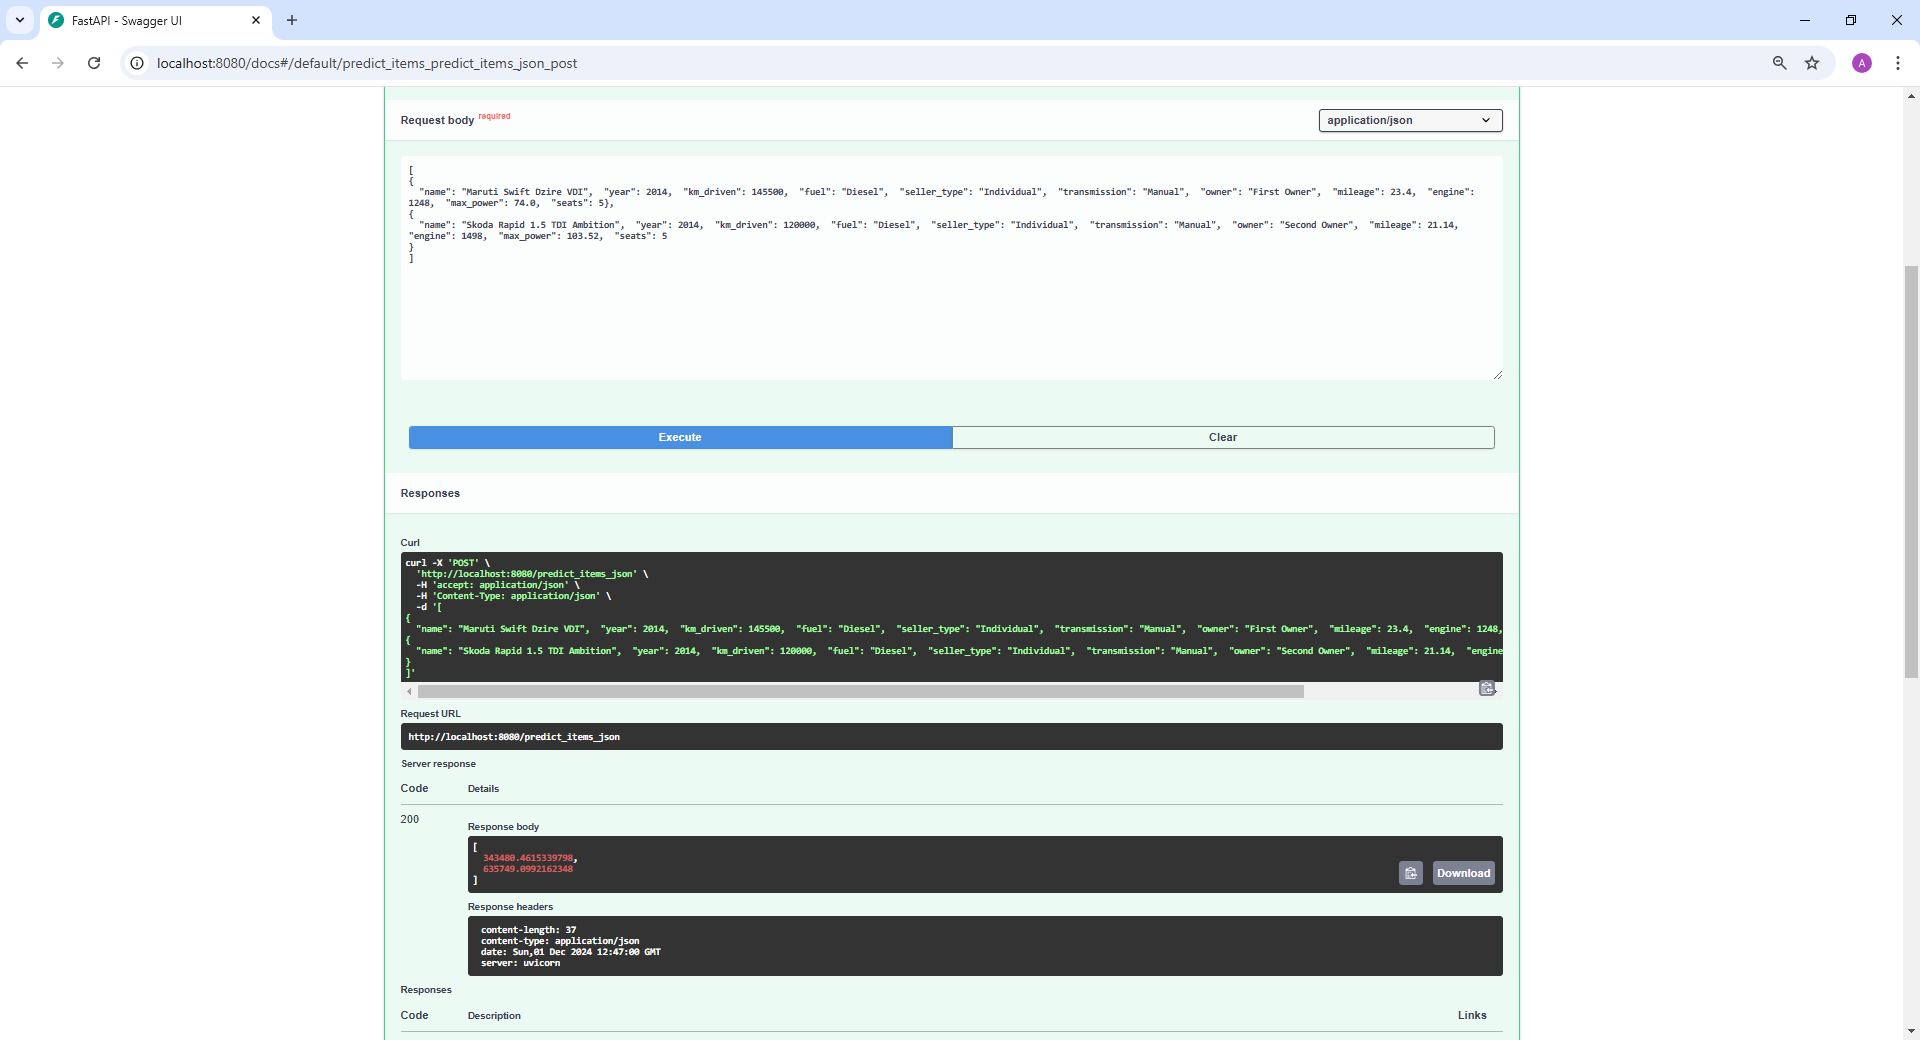 FastAPI - Swagger UI
localhost:8080/docs#/default/predict_items_predict_items_json_post
A
Request body required
application/json
[
{
"name": "Maruti Swift Dzire VDI", "year": 2014, "km_driven": 145500, "fuel": "Diesel", "seller_type": "Individual", "transmission": "Manual", "owner": "First Owner", "mileage": 23.4, "engine":
1248, "max_power": 74.0, "seats": 5},
{
"name": "Skoda Rapid 1.5 TDI Ambition", "year": 2014, "km_driven": 120000, "fuel": "Diesel", "seller_type": "Individual", "transmission": "Manual", "owner": "Second Owner", "mileage": 21.14,
"engine": 1498, "max_power": 103.52, "seats": 5
}
]
Execute
Clear
Responses
Curl
curl -X 'POST' \
'http://localhost:8080/predict_items_json' \
-H 'accept: application/json' \
-H 'Content-Type: application/json' \
-d '[
{
"name": "Maruti Swift Dzire VDI", "year": 2014, "km_driven": 145500, "fuel": "Diesel", "seller_type": "Individual", "transmission": "Manual", "owner": "First Owner", "mileage": 23.4, "engine": 1248,
{
"name": "Skoda Rapid 1.5 TDI Ambition", "year": 2014, "km_driven": 120000, "fuel": "Diesel", "seller_type": "Individual", "transmission": "Manual", "owner": "Second Owner", "mileage": 21.14, "engine
}
]'
Request URL
http://localhost:8080/predict_items_json
Server response
Code Details
200
Response body
[
343480.4615339798,
635749.0992162348
]
Download
Response headers
content-length: 37
content-type: application/json
date: Sun,01 Dec 2024 12:47:00 GMT
server: uvicorn
Responses
Code Description Links